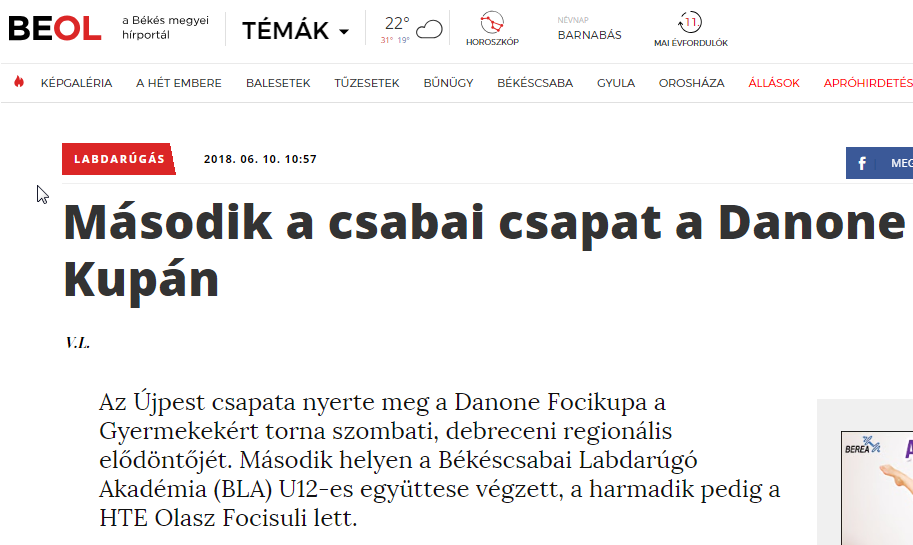 BEOL
a Békés megyei
hírportál
TÉMÁK
22°
31° 19°
HOROSZKÓP
NÉVNAP
BARNABÁS
11.
MAI ÉVFORDULÓK
KÉPGALÉRIA A HÉT EMBERE BALESETEK TŰZESETEK BŰNÜGY BÉKÉSCSABA GYULA OROSHÁZA ÁLLÁSOK APRÓHIRDETÉS
LABDARÚGÁS 2018. 06. 10. 10:57
f MEG
Második a csabai csapat a Danone
Kupán
V.L.
Az Újpest csapata nyerte meg a Danone Focikupa a
Gyermekekért torna szombati, debreceni regionális
elődöntőjét. Második helyen a Békéscsabai Labdarúgó
Akadémia (BLA) U12-es együttese végzett, a harmadik pedig a
HTE Olasz Focisuli lett.
BEREA